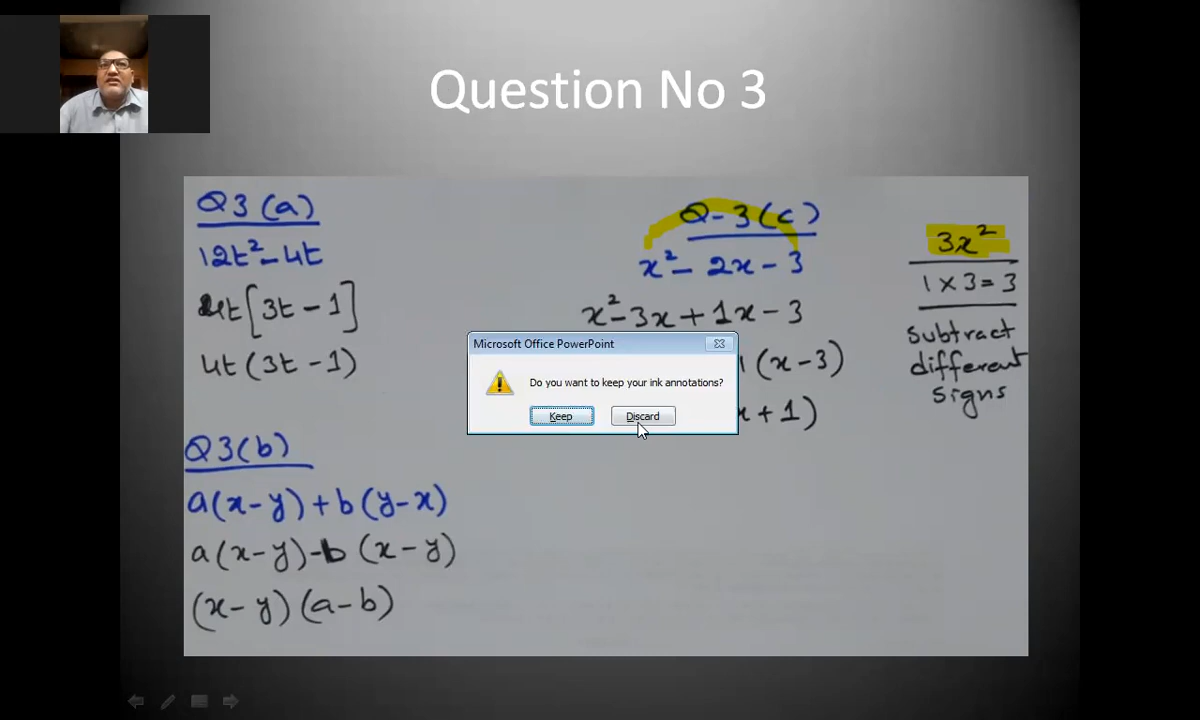 Question No 3
Q3(a)
12t² - 4t
4t[3t - 1]
4t(3t - 1)
Q3(b)
a(x-y)+b(y-x)
a(x-y)-b(x-y)
(x-y)(a-b)
Q-3(c)
x² - 2x - 3
x² - 3x + 1x - 3
(x-3)
x+1)
3x²
1 x 3 = 3
Subtract
different
signs
Microsoft Office PowerPoint
Do you want to keep your ink annotations?
Keep
Discard